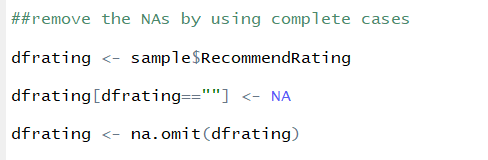 ##remove the NAs by using complete cases
dfrating <- sample$RecommendRating
dfrating[dfrating==""] <- NA
dfrating <- na.omit(dfrating)